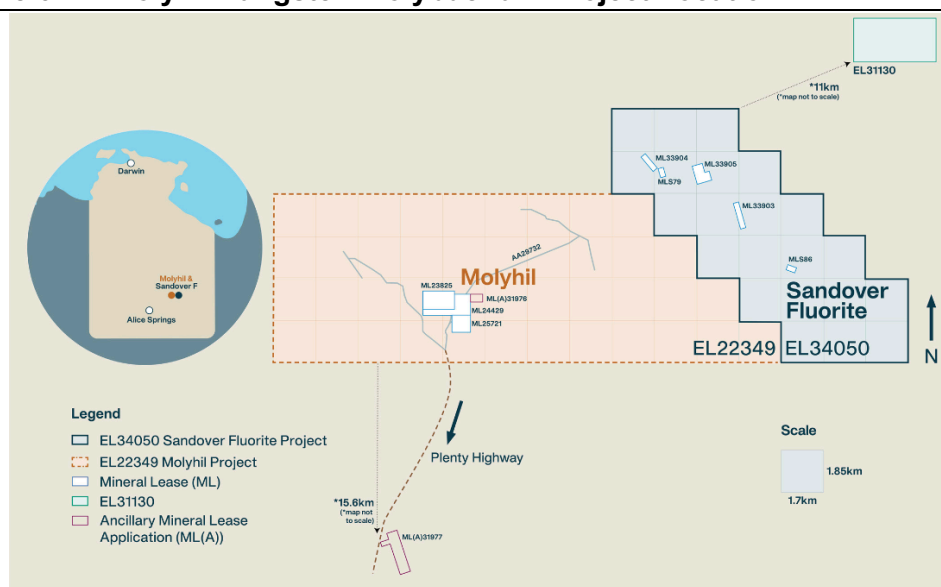 EL31130
*11km
(*map not to scale)
ML33904
ML33905
MLS79
ML33903
Darwin
AA29732
MLS86
Molyhil &
Sandover F
Molyhil
ML23825
ML(A)31976
Sandover
Fluorite
Alice Springs
ML24429
ML25721
EL22349
EL34050
N
Legend
EL34050 Sandover Fluorite Project
EL22349 Molyhil Project
Mineral Lease (ML)
EL31130
Ancillary Mineral Lease
Application (ML(A))
Plenty Highway
Scale
1.85km
1.7km
*15.6km
(*map not
to scale)
ML(A)31977